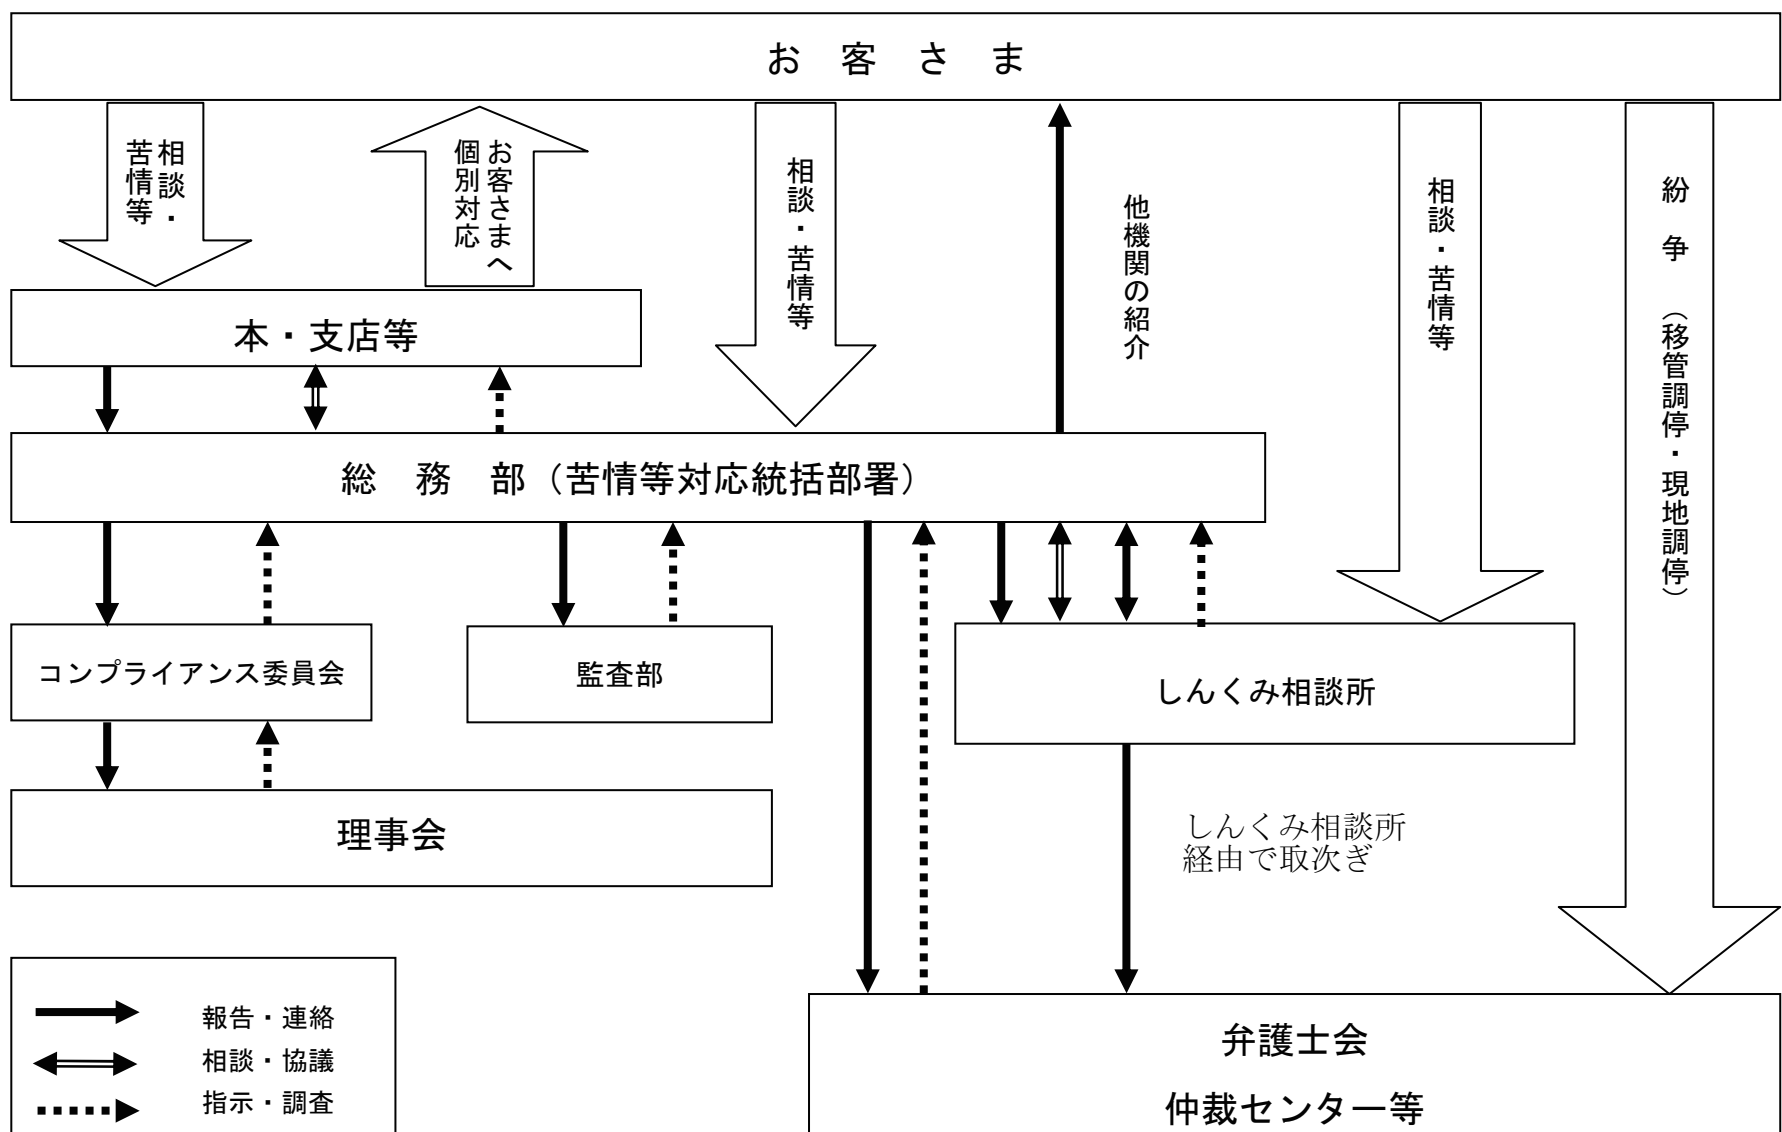 お 客 さ ま
相談・
苦情等
お客さまへ
個別対応
相談・苦情等
他機関の紹介
相談・苦情等
紛 争 （移管調停・現地調停）
本・支店等
総 務 部（苦情等対応統括部署）
コンプライアンス委員会
監査部
しんくみ相談所
理事会
しんくみ相談所
経由で取次ぎ
報告・連絡
相談・協議
指示・調査
弁護士会
仲裁センター等